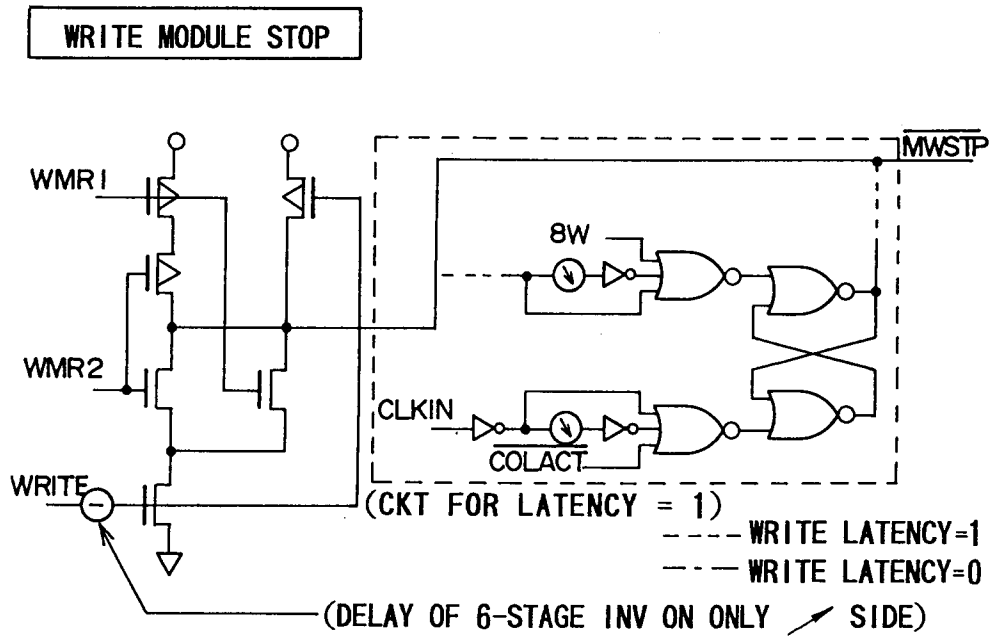 WRITE MODULE STOP
MWSTP
WMR1
8W
WMR2
CLKIN
COLACT
WRITE
(CKT FOR LATENCY = 1)
WRITE LATENCY=1
WRITE LATENCY=0
(DELAY OF 6-STAGE INV ON ONLY ↗ SIDE)